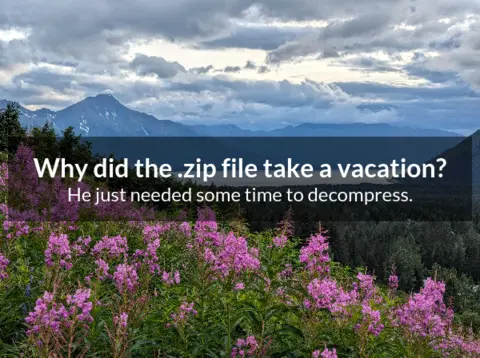 Why did the .zip file take a vacation?
He just needed some time to decompress.